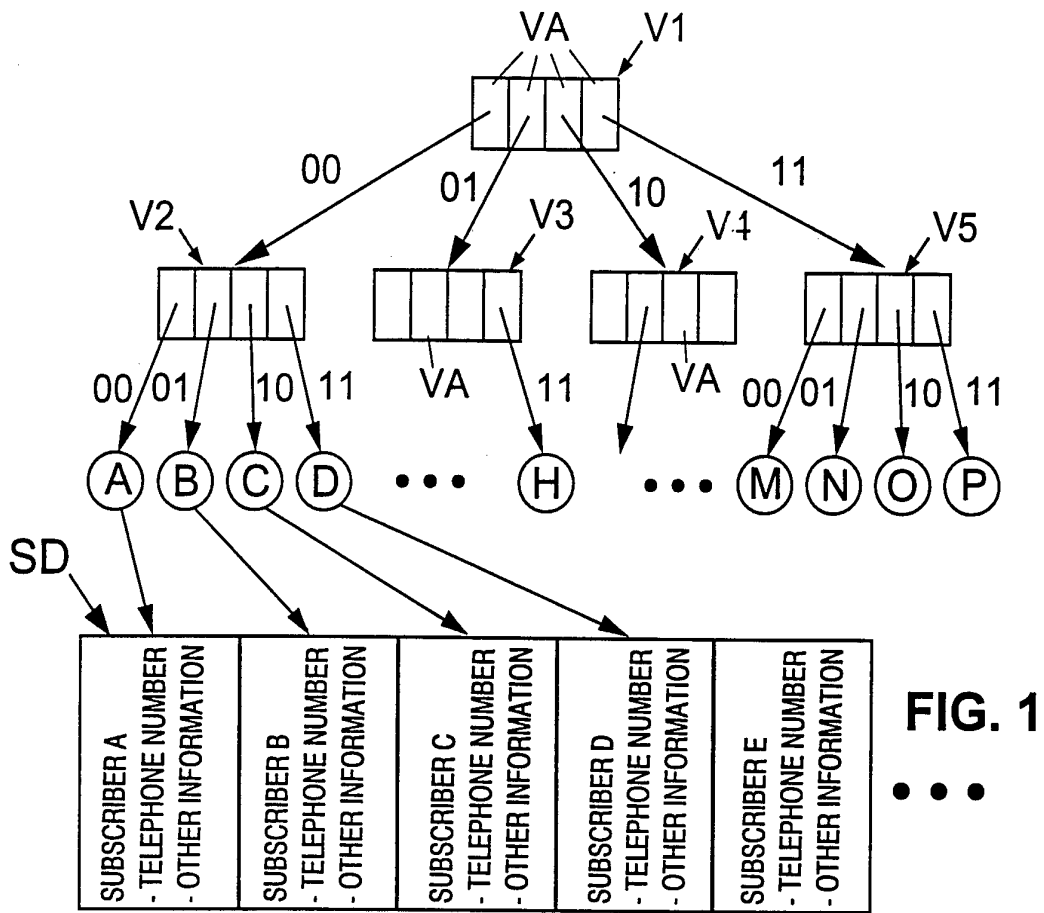 VA V1
00 01 10 11
V2 V3 V4 V5
VA VA
00 01 10 11 11 00 01 10 11
A B C D ••• H ••• M N O P
SD
SUBSCRIBER A
- TELEPHONE NUMBER
- OTHER INFORMATION
SUBSCRIBER B
- TELEPHONE NUMBER
- OTHER INFORMATION
SUBSCRIBER C
- TELEPHONE NUMBER
- OTHER INFORMATION
SUBSCRIBER D
- TELEPHONE NUMBER
- OTHER INFORMATION
SUBSCRIBER E
- TELEPHONE NUMBER
- OTHER INFORMATION
FIG. 1
•••